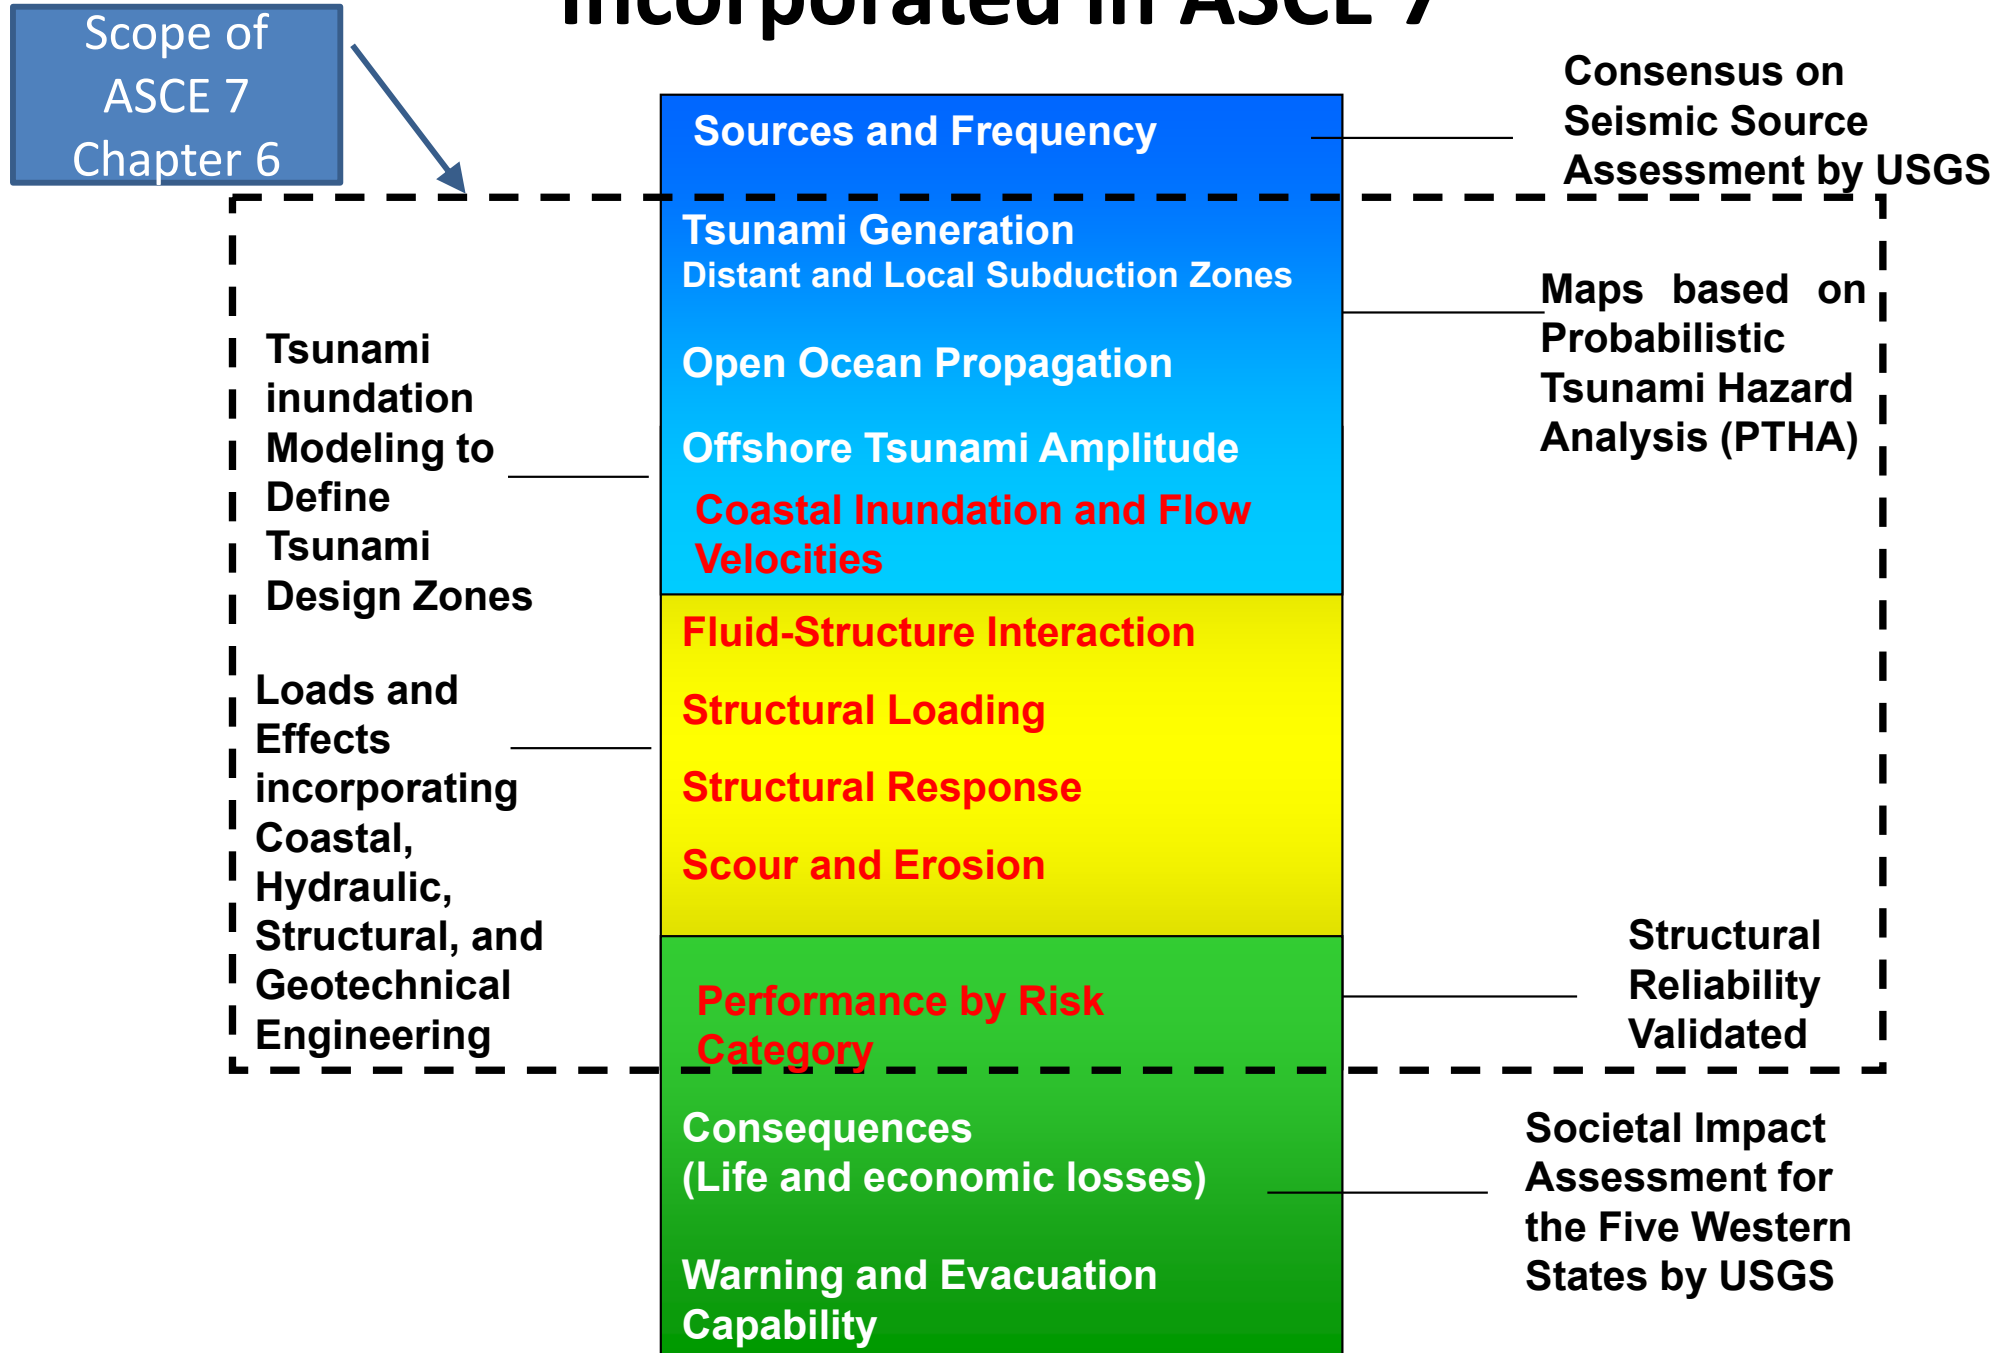 Incorporated in ASCE 7
Scope of
ASCE 7
Chapter 6
Consensus on
Seismic Source
Assessment by USGS
Sources and Frequency
Tsunami Generation
Distant and Local Subduction Zones
Open Ocean Propagation
Offshore Tsunami Amplitude
Coastal Inundation and Flow
Velocities
Maps based on
Probabilistic
Tsunami Hazard
Analysis (PTHA)
Tsunami
inundation
Modeling to
Define
Tsunami
Design Zones
Fluid-Structure Interaction
Structural Loading
Structural Response
Scour and Erosion
Loads and
Effects
incorporating
Coastal,
Hydraulic,
Structural, and
Geotechnical
Engineering
Performance by Risk
Category
Structural
Reliability
Validated
Consequences
(Life and economic losses)
Warning and Evacuation
Capability
Societal Impact
Assessment for
the Five Western
States by USGS